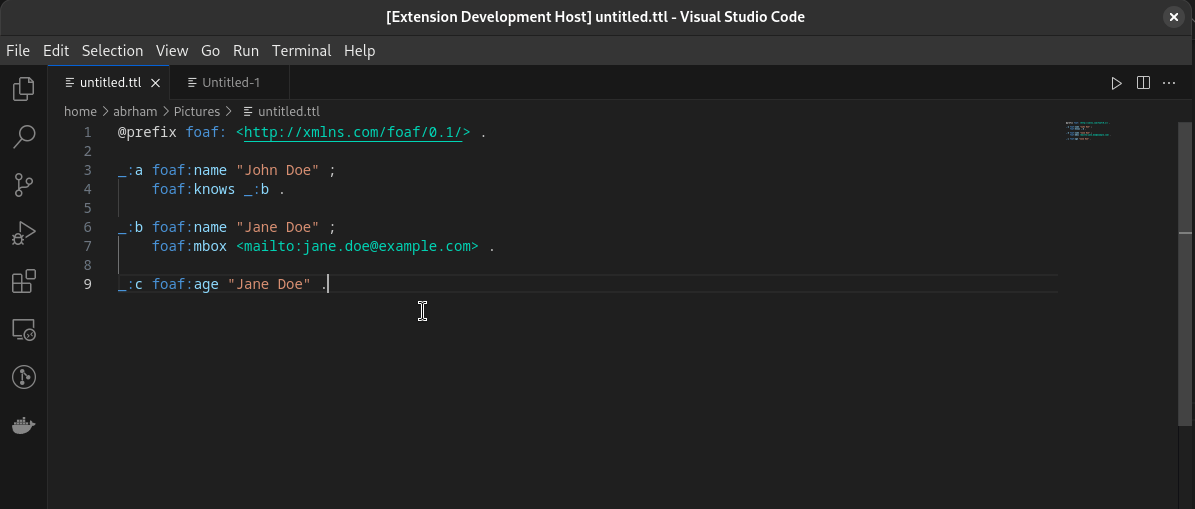 [Extension Development Host] untitled.ttl - Visual Studio Code
File Edit Selection View Go Run Terminal Help
untitled.ttl Untitled-1
home > abrham > Pictures > untitled.ttl
1 @prefix foaf: <http://xmlns.com/foaf/0.1/> .
2
3 _:a foaf:name "John Doe" ;
4     foaf:knows _:b .
5
6 _:b foaf:name "Jane Doe" ;
7     foaf:mbox <mailto:jane.doe@example.com> .
8
9 _:c foaf:age "Jane Doe" .